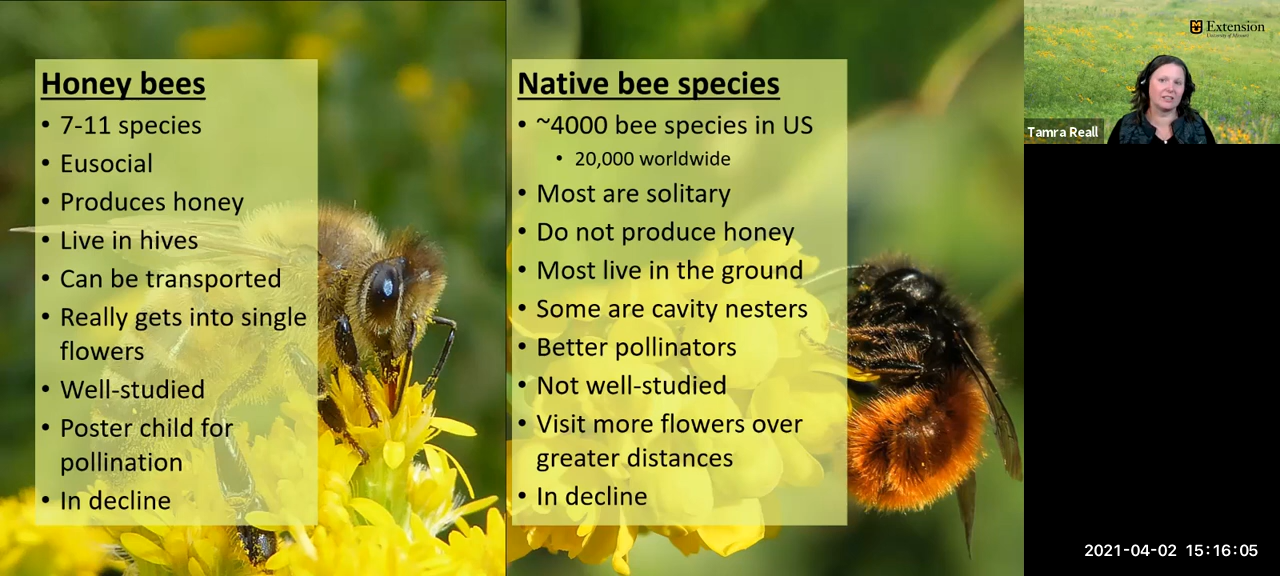 Honey bees
• 7-11 species
• Eusocial
• Produces honey
• Live in hives
• Can be transported
• Really gets into single
flowers
• Well-studied
• Poster child for
pollination
• In decline
Native bee species
• ~4000 bee species in US
• 20,000 worldwide
• Most are solitary
• Do not produce honey
• Most live in the ground
• Some are cavity nesters
• Better pollinators
• Not well-studied
• Visit more flowers over
greater distances
• In decline
Extension
University of Missouri
Tamra Reall
2021-04-02 15:16:05